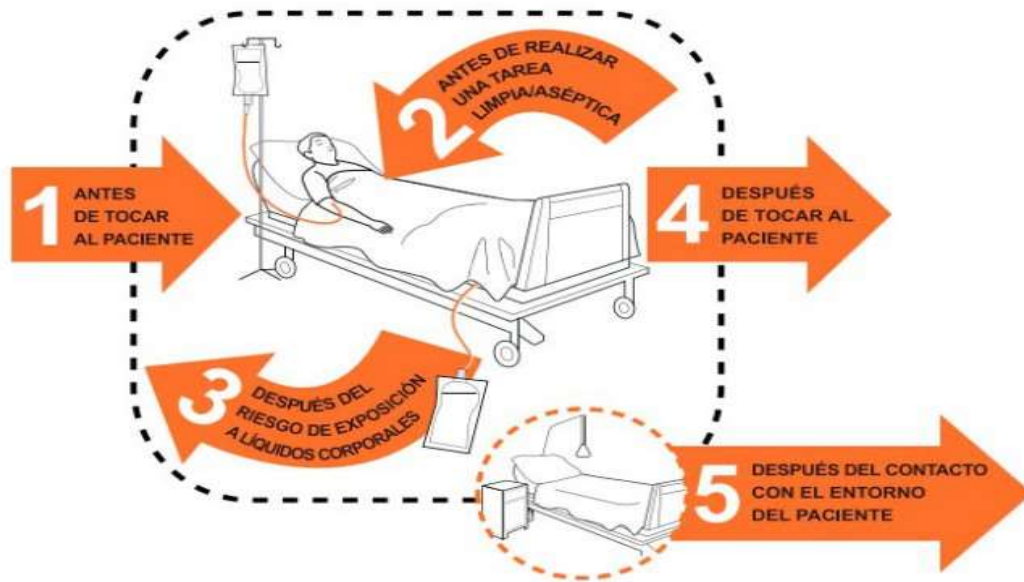 1 ANTES
DE TOCAR
AL PACIENTE
2 ANTES DE REALIZAR
UNA TAREA
LIMPIA/ASÉPTICA
3 DESPUÉS DEL
RIESGO DE EXPOSICIÓN
A LÍQUIDOS CORPORALES
4 DESPUÉS
DE TOCAR AL
PACIENTE
5 DESPUÉS DEL CONTACTO
CON EL ENTORNO
DEL PACIENTE